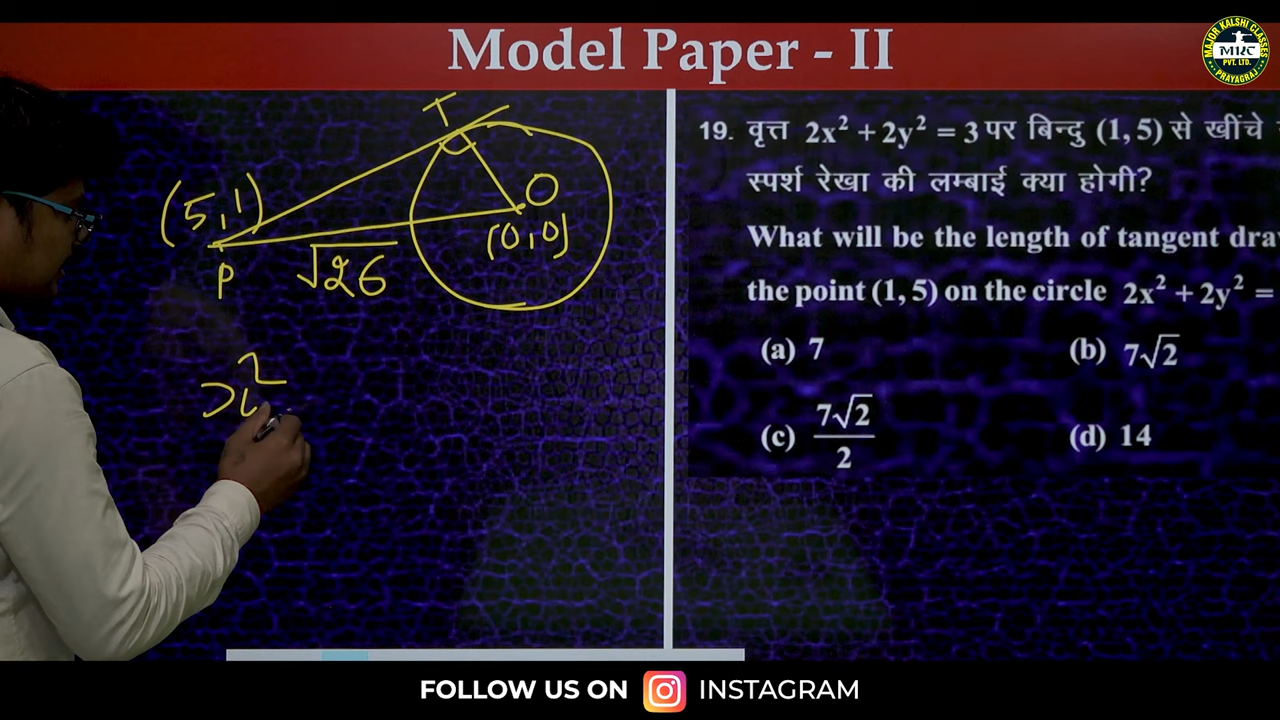 Model Paper - II
MAJOR KALSHI CLASSES
MKC
PVT. LTD.
PRAYAGRAJ
T
(5,1)
O
(0,0)
P
√26
x²
19. वृत्त 2x² + 2y² = 3 पर बिन्दु (1, 5) से खींचे
स्पर्श रेखा की लम्बाई क्या होगी?
What will be the length of tangent
the point (1, 5) on the circle 2x² + 2y² =
(a) 7
(b) 7√2
(c) 7√2/2
(d) 14
FOLLOW US ON INSTAGRAM